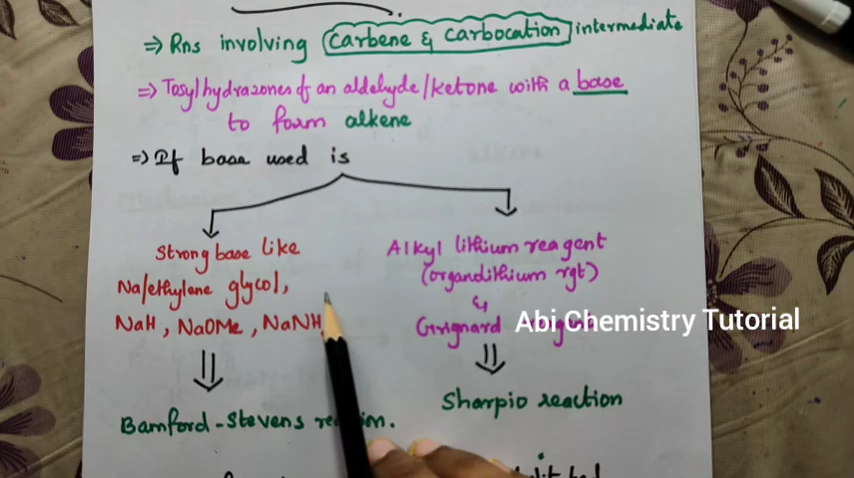 ⇒ Rns involving Carbene & Carbocation intermediate
⇒ Tosylhydrazones of an aldehyde/ketone with a base
to form alkene
⇒ If base used is
Strong base like
Na/ethylene glycol,
NaH, NaOMe, NaNH
Bamford-Stevens
Alkyl lithium reagent
(organolithium rgt)
&
Grignard
Sharpio reaction
Abi Chemistry Tutorial